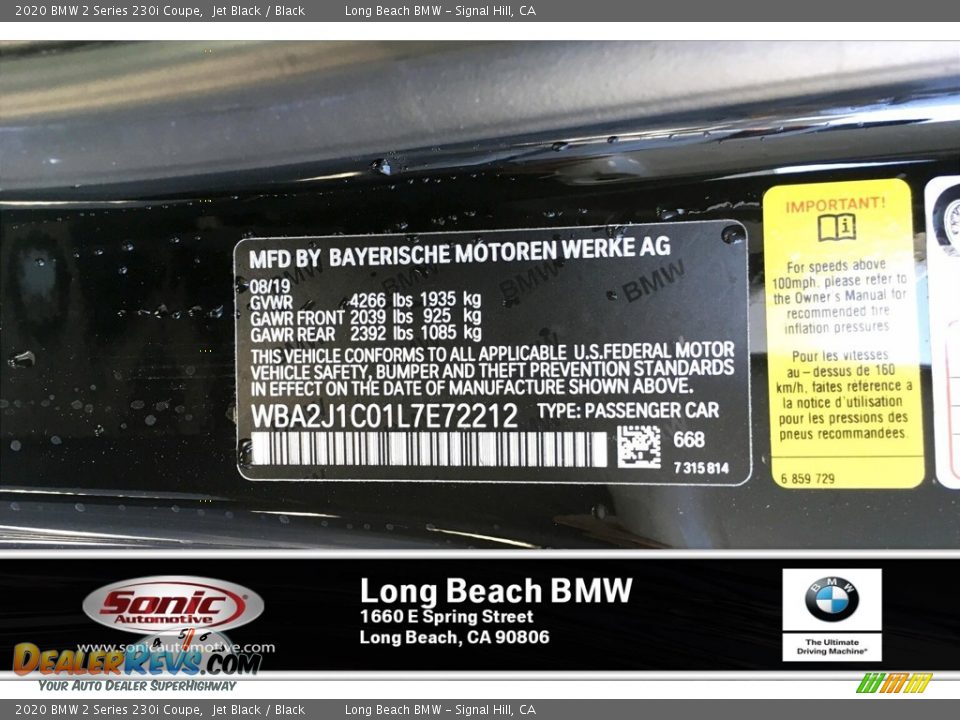 2020 BMW 2 Series 230i Coupe, Jet Black / Black Long Beach BMW - Signal Hill, CA
MFD BY BAYERISCHE MOTOREN WERKE AG
08/19
GVWR 4266 lbs 1935 kg
GAWR FRONT 2039 lbs 925 kg
GAWR REAR 2392 lbs 1085 kg
THIS VEHICLE CONFORMS TO ALL APPLICABLE U.S.FEDERAL MOTOR
VEHICLE SAFETY, BUMPER AND THEFT PREVENTION STANDARDS
IN EFFECT ON THE DATE OF MANUFACTURE SHOWN ABOVE.
WBA2J1C01L7E72212 TYPE: PASSENGER CAR
668
7 315 814
BMW
IMPORTANT!
For speeds above
100mph, please refer to
the Owner's Manual for
recommended tire
inflation pressures
Pour les vitesses
au-dessus de 160
km/h, faites référence a
la notice d'utilisation
pour les pressions des
pneus recommandées.
6 859 729
Sonic
Automotive
www.sonicautomotive.com
Long Beach BMW
1660 E Spring Street
Long Beach, CA 90806
BMW
The Ultimate
Driving Machine®
DealerRevs.com
Your Auto Dealer SuperHighway
2020 BMW 2 Series 230i Coupe, Jet Black / Black Long Beach BMW - Signal Hill, CA